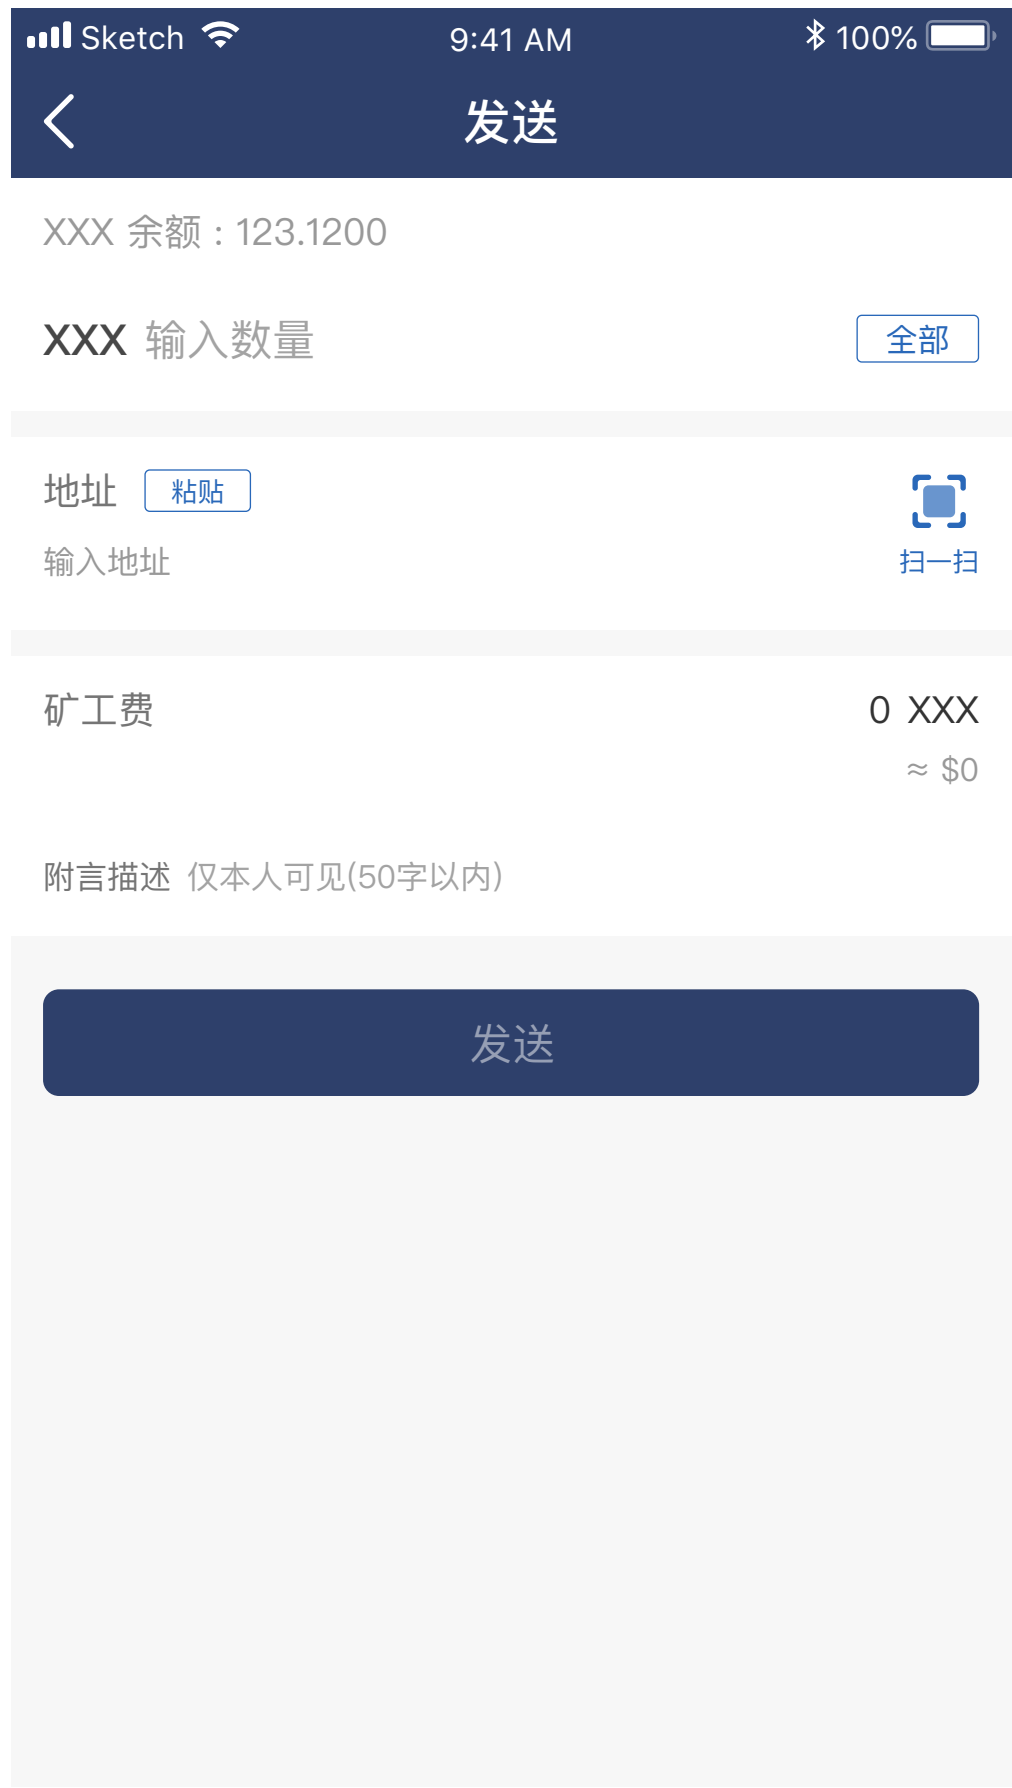 Sketch 9:41 AM 100%
发送
XXX 余额：123.1200
XXX 输入数量 全部
地址 粘贴
输入地址 扫一扫
矿工费 0 XXX
≈ $0
附言描述 仅本人可见(50字以内)
发送